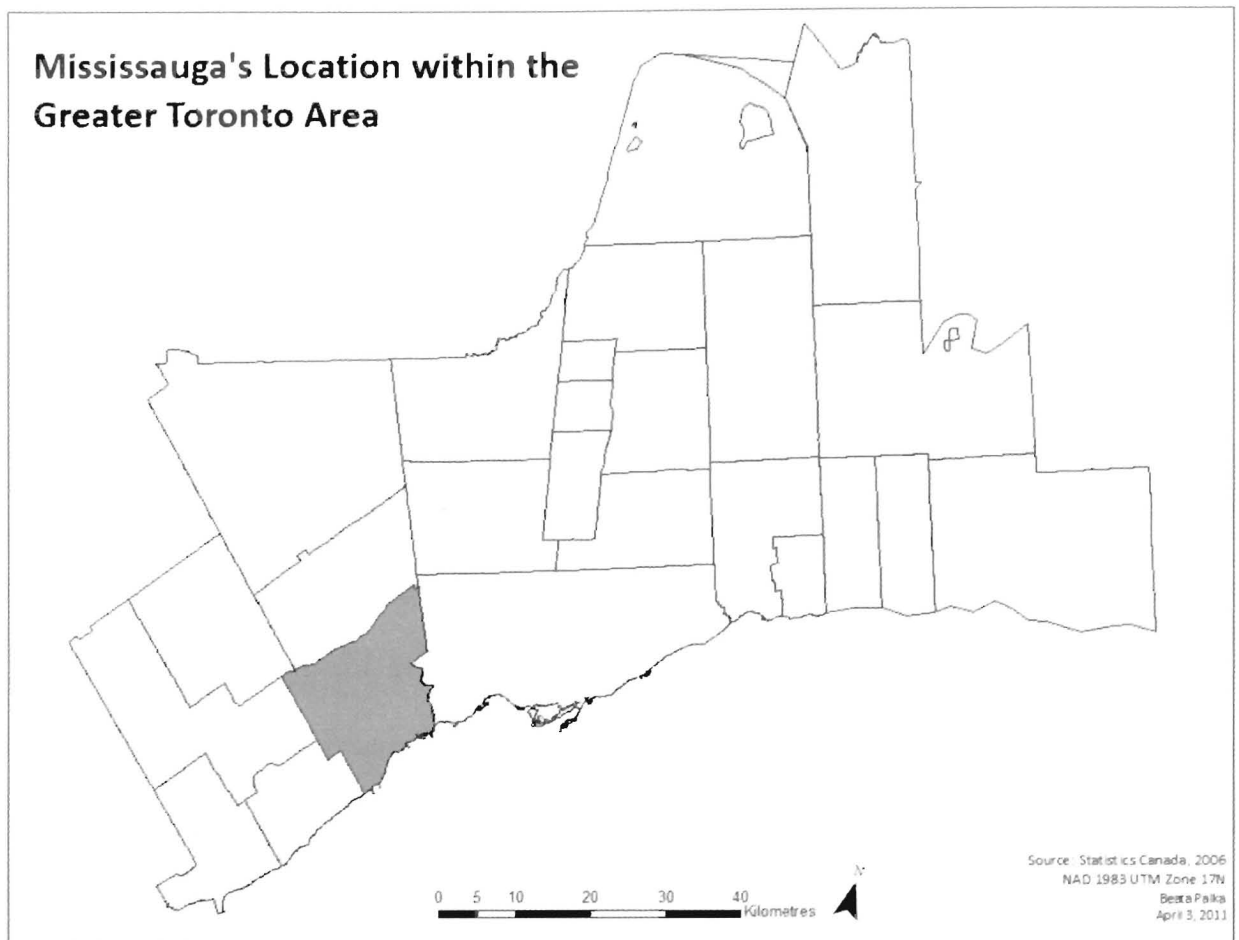 Mississauga's Location within the
Greater Toronto Area
N
0 5 10 20 30 40
Kilometres
Source: Statistics Canada, 2006
NAD 1983 UTM Zone 17N
Beata Palka
April 3, 2011